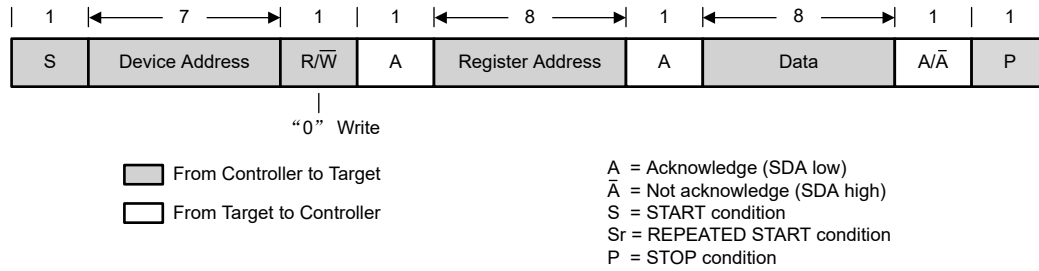 1 7 1 1 8 1 8 1 1
S Device Address R/W̅ A Register Address A Data A/A̅ P
“0” Write
From Controller to Target
From Target to Controller
A = Acknowledge (SDA low)
A̅ = Not acknowledge (SDA high)
S = START condition
Sr = REPEATED START condition
P = STOP condition